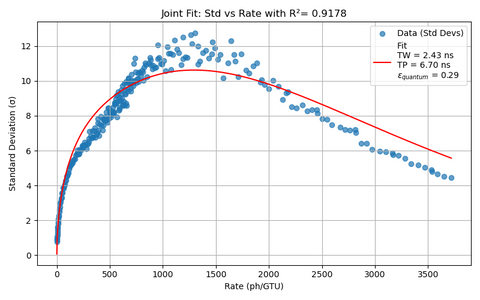 Joint Fit: Std vs Rate with R²= 0.9178
Standard Deviation (σ)
12
10
8
6
4
2
0
Data (Std Devs)
Fit
TW = 2.43 ns
TP = 6.70 ns
ε_quantum = 0.29
0
500
1000
1500
2000
2500
3000
3500
Rate (ph/GTU)